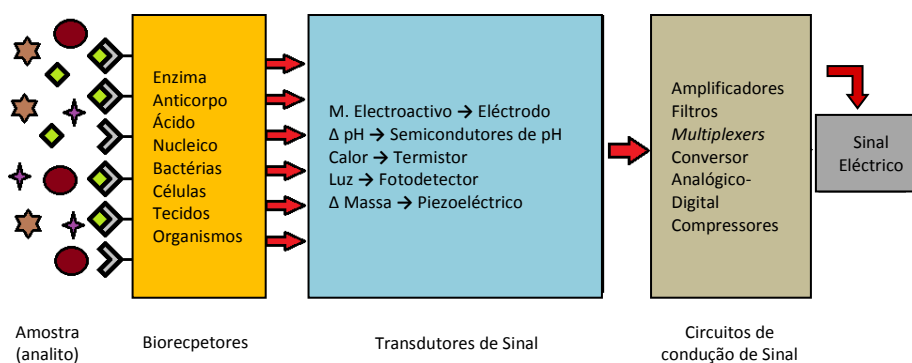 Enzima
Anticorpo
Ácido
Nucleico
Bactérias
Células
Tecidos
Organismos
M. Electroactivo → Eléctrodo
Δ pH → Semicondutores de pH
Calor → Termistor
Luz → Fotodetector
Δ Massa → Piezoeléctrico
Amplificadores
Filtros
Multiplexers
Conversor
Analógico-
Digital
Compressores
Sinal
Eléctrico
Amostra
(analito)
Biorecpetores
Transdutores de Sinal
Circuitos de
condução de Sinal